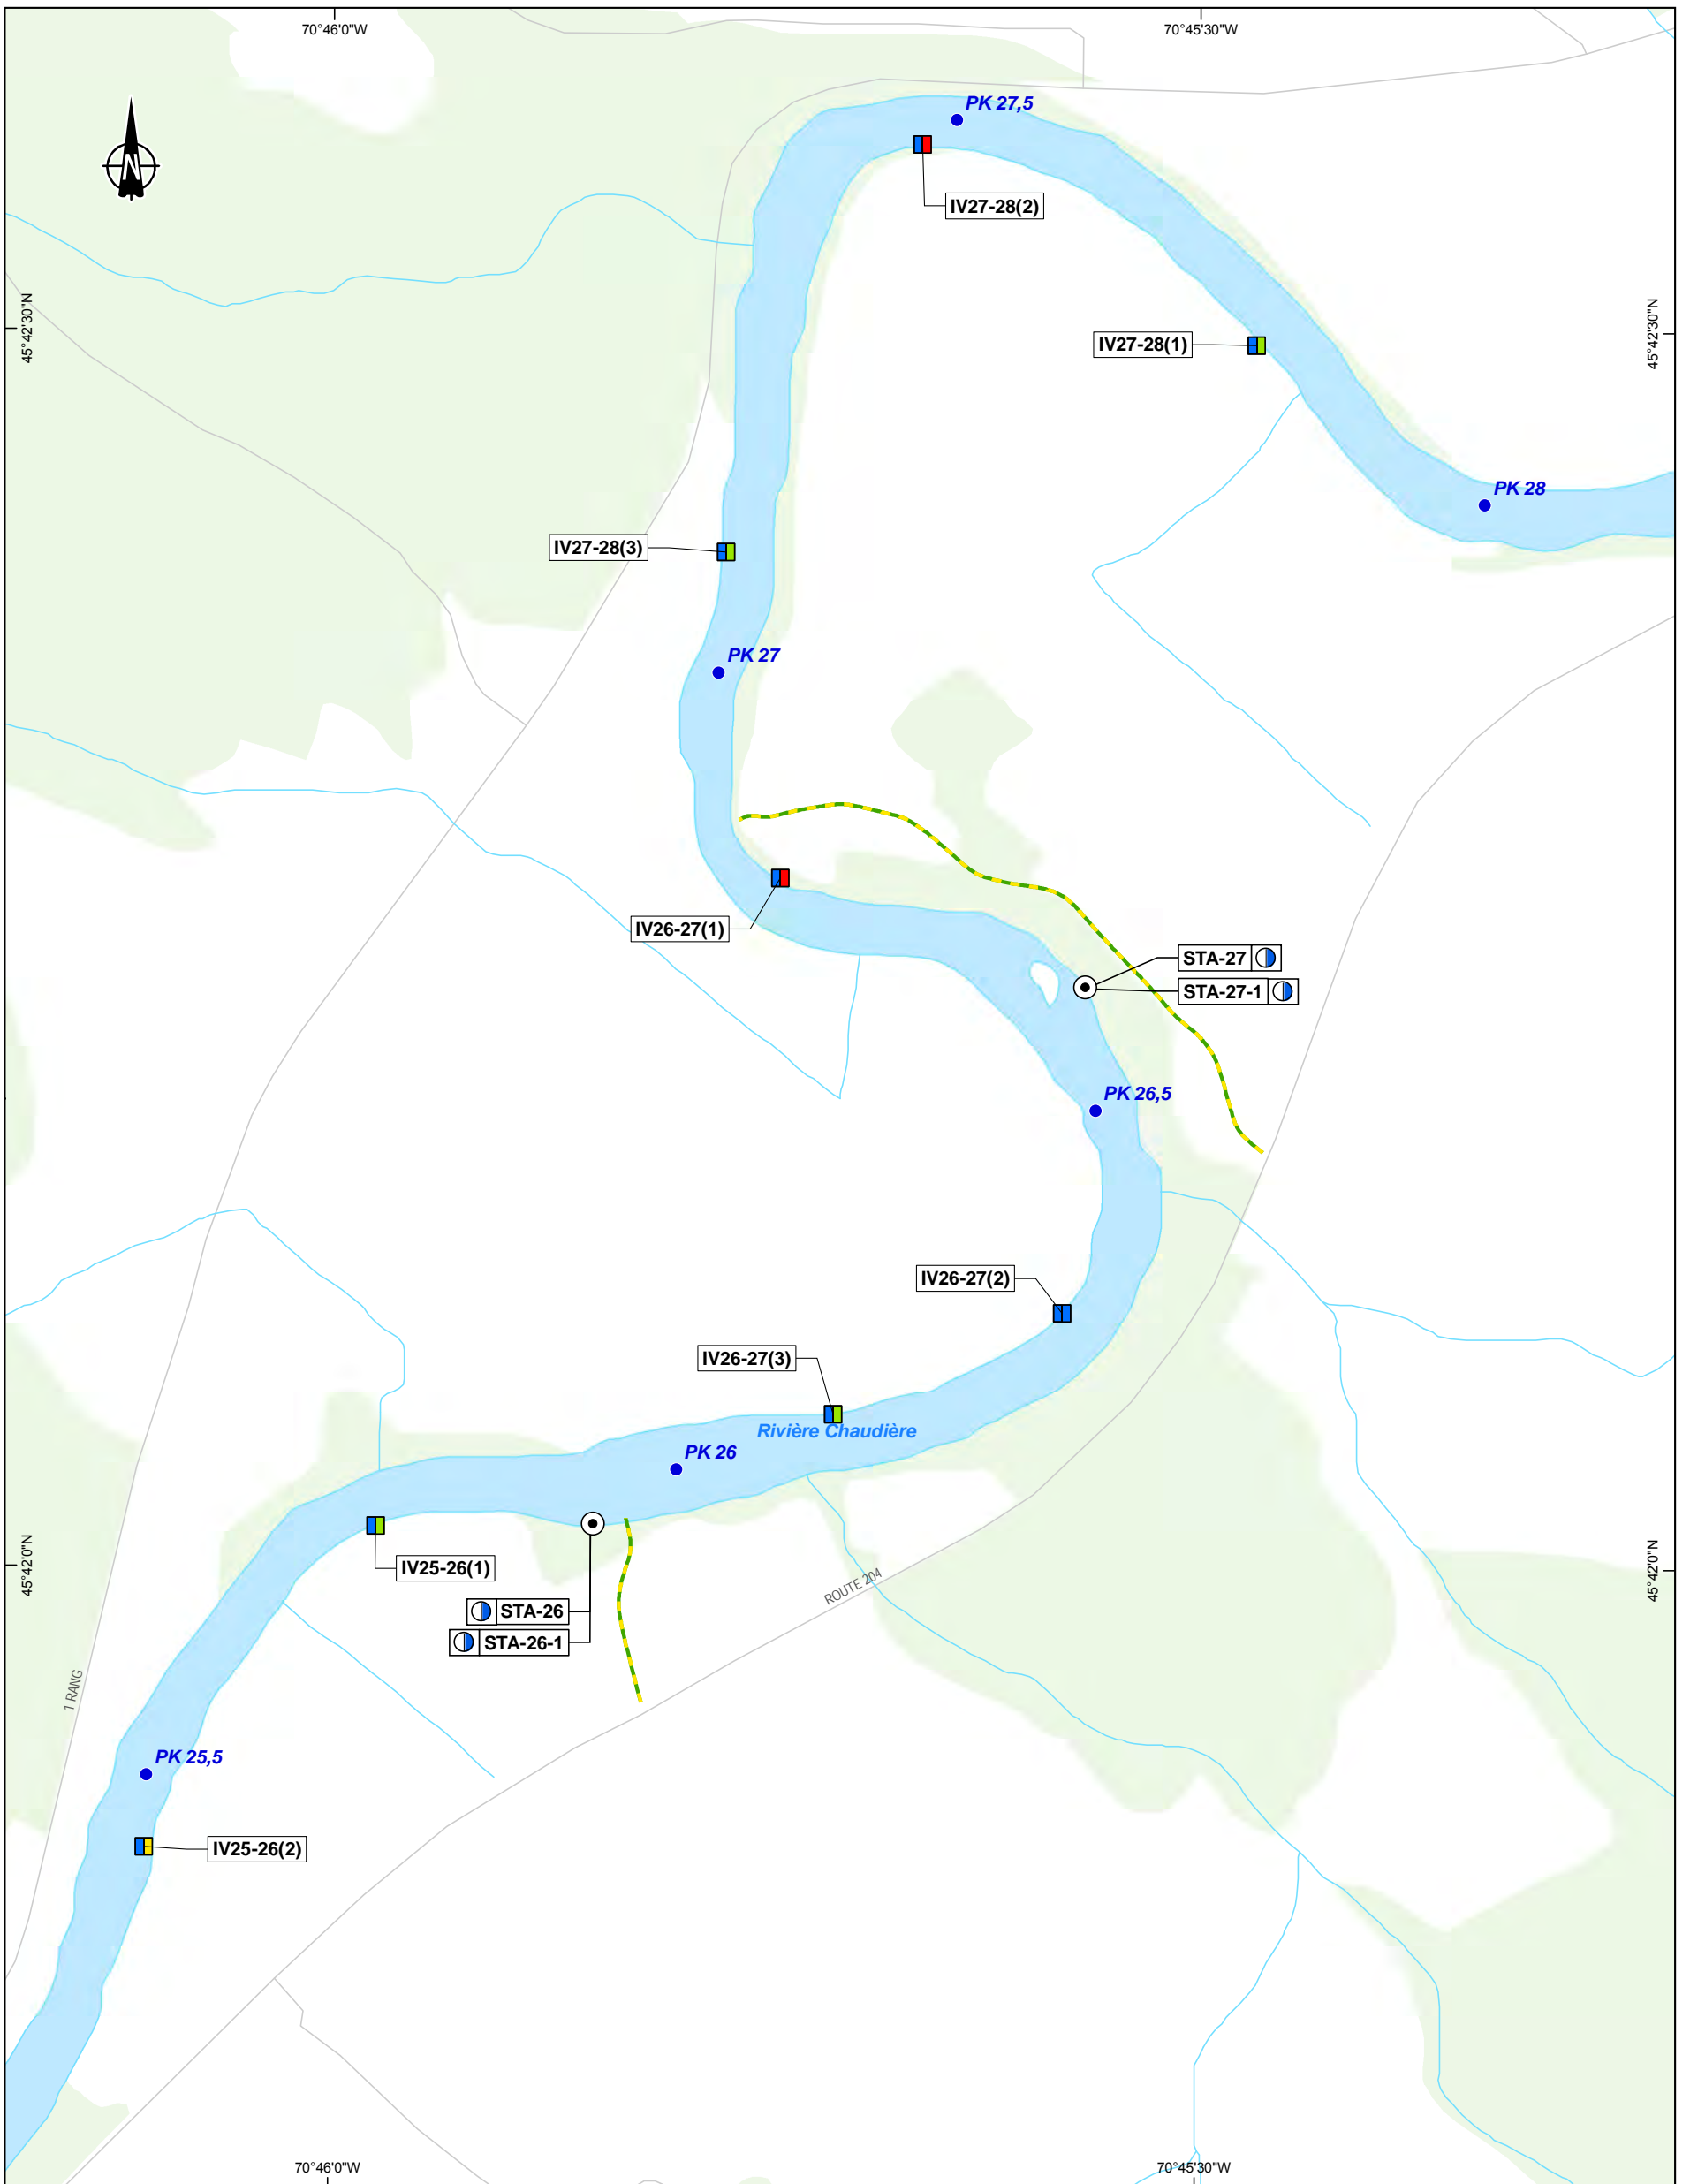 70°46'0"W
70°45'30"W
PK 27,5
N
IV27-28(2)
45°42'30"N
45°42'30"N
IV27-28(1)
PK 28
IV27-28(3)
PK 27
IV26-27(1)
STA-27
STA-27-1
PK 26,5
IV26-27(2)
IV26-27(3)
Rivière Chaudière
PK 26
45°42'0"N
45°42'0"N
IV25-26(1)
ROUTE 204
STA-26
STA-26-1
1 RANG
PK 25,5
IV25-26(2)
70°46'0"W
70°45'30"W